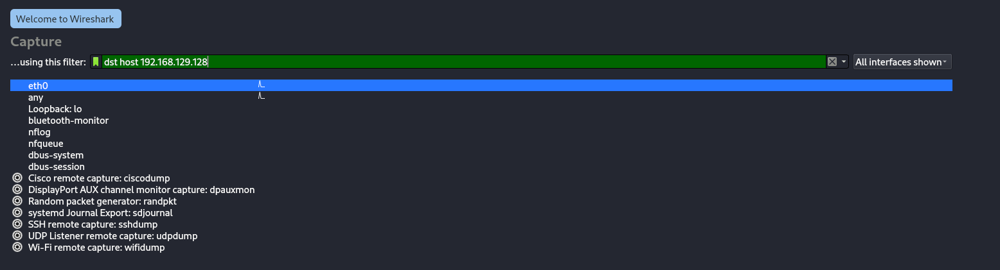 Welcome to Wireshark
Capture
...using this filter: dst host 192.168.129.128 All interfaces shown
eth0
any
Loopback: lo
bluetooth-monitor
nflog
nfqueue
dbus-system
dbus-session
Cisco remote capture: ciscodump
DisplayPort AUX channel monitor capture: dpauxmon
Random packet generator: randpkt
systemd Journal Export: sdjournal
SSH remote capture: sshdump
UDP Listener remote capture: udpdump
Wi-Fi remote capture: wifidump